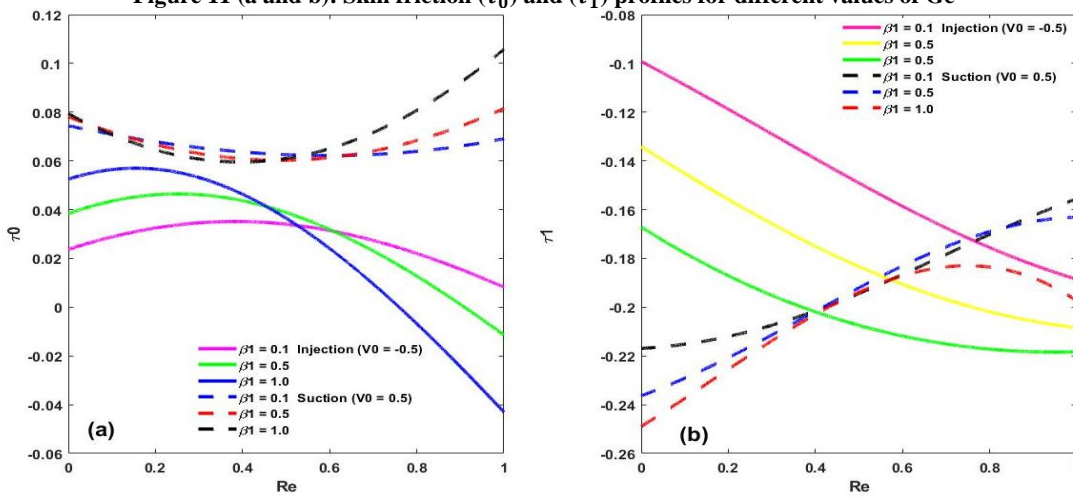 Figure 11 (a and b): Skin friction (τ0) and (τ1) profiles for different values of Gc
0.12
0.1
0.08
0.06
0.04
0.02
0
-0.02
-0.04
-0.06
τ0
β1 = 0.1 Injection (V0 = -0.5)
β1 = 0.5
β1 = 1.0
β1 = 0.1 Suction (V0 = 0.5)
β1 = 0.5
β1 = 1.0
(a)
0 0.2 0.4 0.6 0.8 1
Re
-0.08
-0.1
-0.12
-0.14
-0.16
-0.18
-0.2
-0.22
-0.24
-0.26
τ1
β1 = 0.1 Injection (V0 = -0.5)
β1 = 0.5
β1 = 0.5
β1 = 0.1 Suction (V0 = 0.5)
β1 = 0.5
β1 = 1.0
(b)
0 0.2 0.4 0.6 0.8
Re